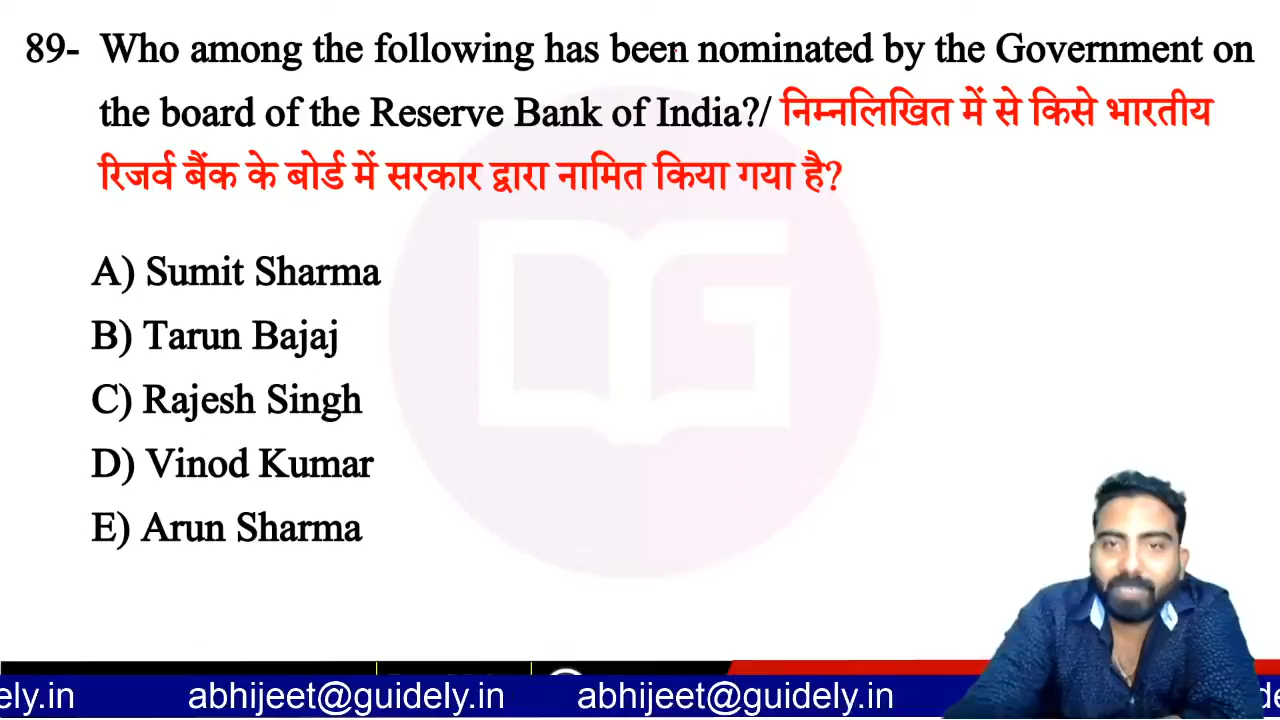 89- Who among the following has been nominated by the Government on
the board of the Reserve Bank of India?/ निम्नलिखित में से किसे भारतीय
रिजर्व बैंक के बोर्ड में सरकार द्वारा नामित किया गया है?
A) Sumit Sharma
B) Tarun Bajaj
C) Rajesh Singh
D) Vinod Kumar
E) Arun Sharma
ely.in abhijeet@guidely.in abhijeet@guidely.in